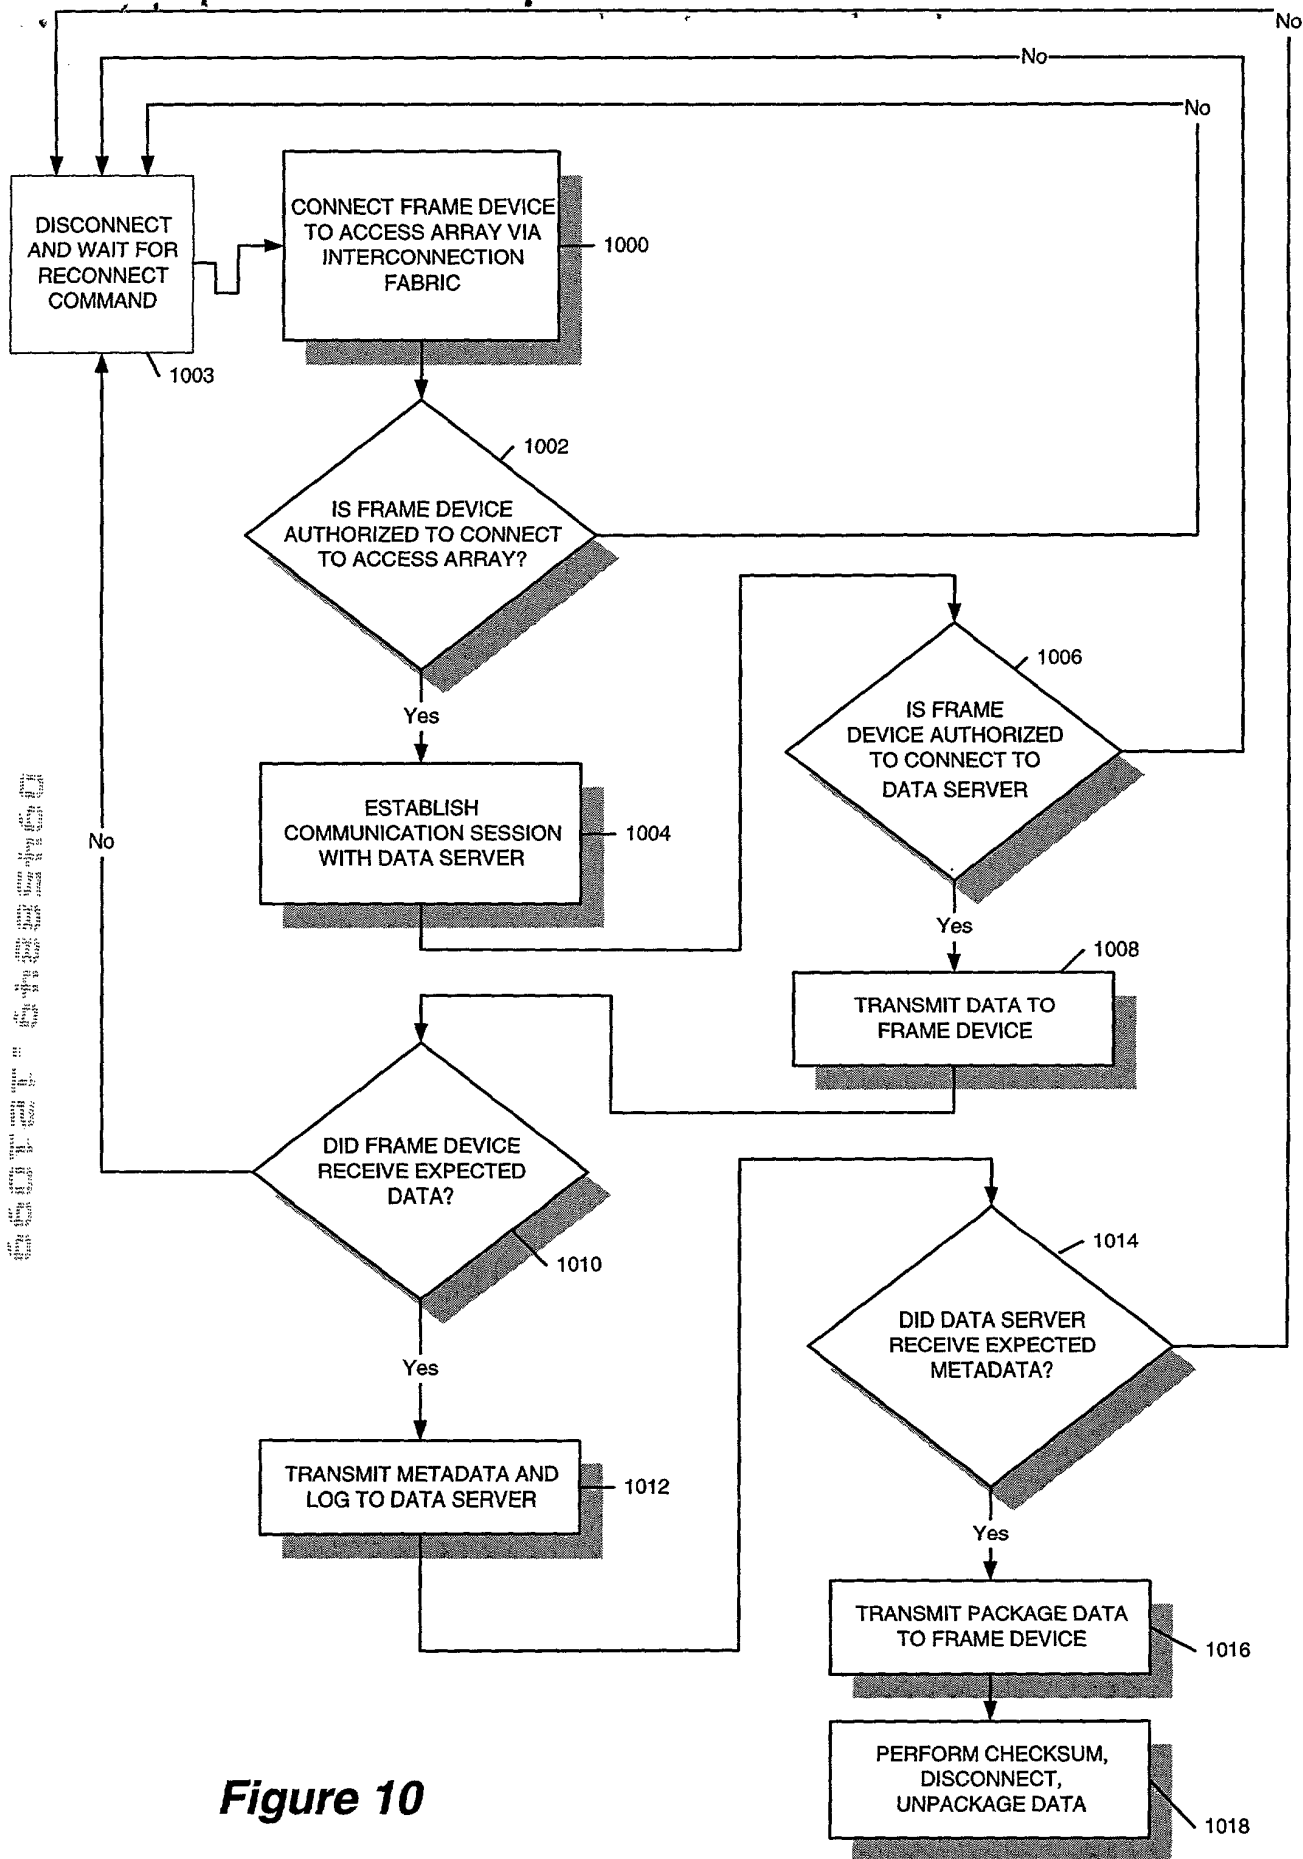 No
No
No
DISCONNECT
AND WAIT FOR
RECONNECT
COMMAND
1003
CONNECT FRAME DEVICE
TO ACCESS ARRAY VIA
INTERCONNECTION
FABRIC
1000
1002
IS FRAME DEVICE
AUTHORIZED TO CONNECT
TO ACCESS ARRAY?
Yes
1006
IS FRAME
DEVICE AUTHORIZED
TO CONNECT TO
DATA SERVER
No
ESTABLISH
COMMUNICATION SESSION
WITH DATA SERVER
1004
Yes
1008
TRANSMIT DATA TO
FRAME DEVICE
DID FRAME DEVICE
RECEIVE EXPECTED
DATA?
1010
1014
DID DATA SERVER
RECEIVE EXPECTED
METADATA?
Yes
TRANSMIT METADATA AND
LOG TO DATA SERVER
1012
Yes
TRANSMIT PACKAGE DATA
TO FRAME DEVICE
1016
PERFORM CHECKSUM,
DISCONNECT,
UNPACKAGE DATA
1018
Figure 10